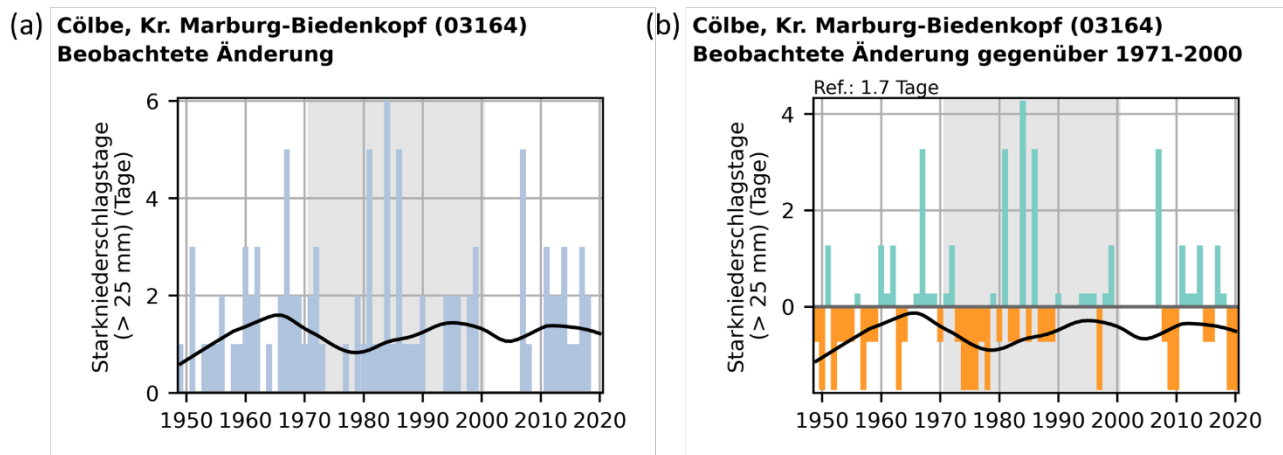 (a) Cölbe, Kr. Marburg-Biedenkopf (03164)
Beobachtete Änderung
Starkniederschlagstage
(> 25 mm) (Tage)
6
4
2
0
1950 1960 1970 1980 1990 2000 2010 2020
(b) Cölbe, Kr. Marburg-Biedenkopf (03164)
Beobachtete Änderung gegenüber 1971-2000
Ref.: 1.7 Tage
Starkniederschlagstage
(> 25 mm) (Tage)
4
2
0
1950 1960 1970 1980 1990 2000 2010 2020